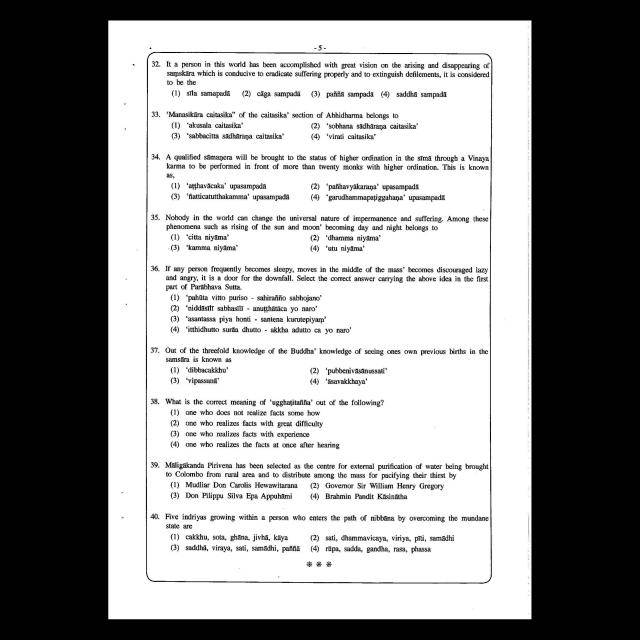 - 5 -
32. If a person in this world has been accomplished with great vision on the arising and disappearing of
saṃskāra which is conducive to eradicate suffering properly and to extinguish defilements, it is considered
to be the
(1) sīla samapadā (2) cāga sampadā (3) paññā sampadā (4) saddhā sampadā
33. 'Manasikāra caitasika" of the caitasika' section of Abhidharma belongs to
(1) 'akusala caitasika' (2) 'sobhana sādhāraṇa caitasika'
(3) 'sabbacitta sādhāraṇa caitasika' (4) 'virati caitasika'
34. A qualified sāmaṇera will be brought to the status of higher ordination in the sīmā through a Vinaya
karma to be performed in front of more than twenty monks with higher ordination. This is known
as,
(1) 'aṭṭhavācaka' upasampadā (2) 'pañhavyākaraṇa' upasampadā
(3) 'ñatticatutthakamma' upasampadā (4) 'garudhammapaṭiggahaṇa' upasampadā
35. Nobody in the world can change the universal nature of impermanence and suffering. Among these
phenomena such as rising of the sun and moon' becoming day and night belongs to
(1) 'citta niyāma' (2) 'dhamma niyāma'
(3) 'kamma niyāma' (4) 'utu niyāma'
36. If any person frequently becomes sleepy, moves in the middle of the mass' becomes discouraged lazy
and angry, it is a door for the downfall. Select the correct answer carrying the above idea in the first
part of Parābhava Sutta.
(1) 'pahūta vitto puriso - sahirañño sabhojano'
(2) 'niddāsīlī sabhasīlī - anuṭṭhātāca yo naro'
(3) 'asantassa piya honti - santena kurutepiyaṃ'
(4) 'itthidhutto surāa dhutto - akkha adutto ca yo naro'
37. Out of the threefold knowledge of the Buddha' knowledge of seeing ones own previous births in the
samsāra is known as
(1) 'dibbacakkhu' (2) 'pubbenivāsānussati'
(3) 'vipassanā' (4) 'āsavakkhaya'
38. What is the correct meaning of 'ugghaṭitañña' out of the following?
(1) one who does not realize facts some how
(2) one who realizes facts with great difficulty
(3) one who realizes facts with experience
(4) one who realizes the facts at once after hearing
39. Māligākanda Pirivena has been selected as the centre for external purification of water being brought
to Colombo from rural area and to distribute among the mass for pacifying their thirst by
(1) Mudliar Don Carolis Hewawitarana (2) Governor Sir William Henry Gregory
(3) Don Pilippu Silva Epa Appuhāmi (4) Brahmin Pandit Kāsinātha
40. Five indriyas growing within a person who enters the path of nibbāna by overcoming the mundane
state are
(1) cakkhu, sota, ghāna, jivhā, kāya (2) sati, dhammavicaya, viriya, pīti, samādhi
(3) saddhā, viraya, sati, samādhi, paññā (4) rūpa, sadda, gandha, rasa, phassa
* * *